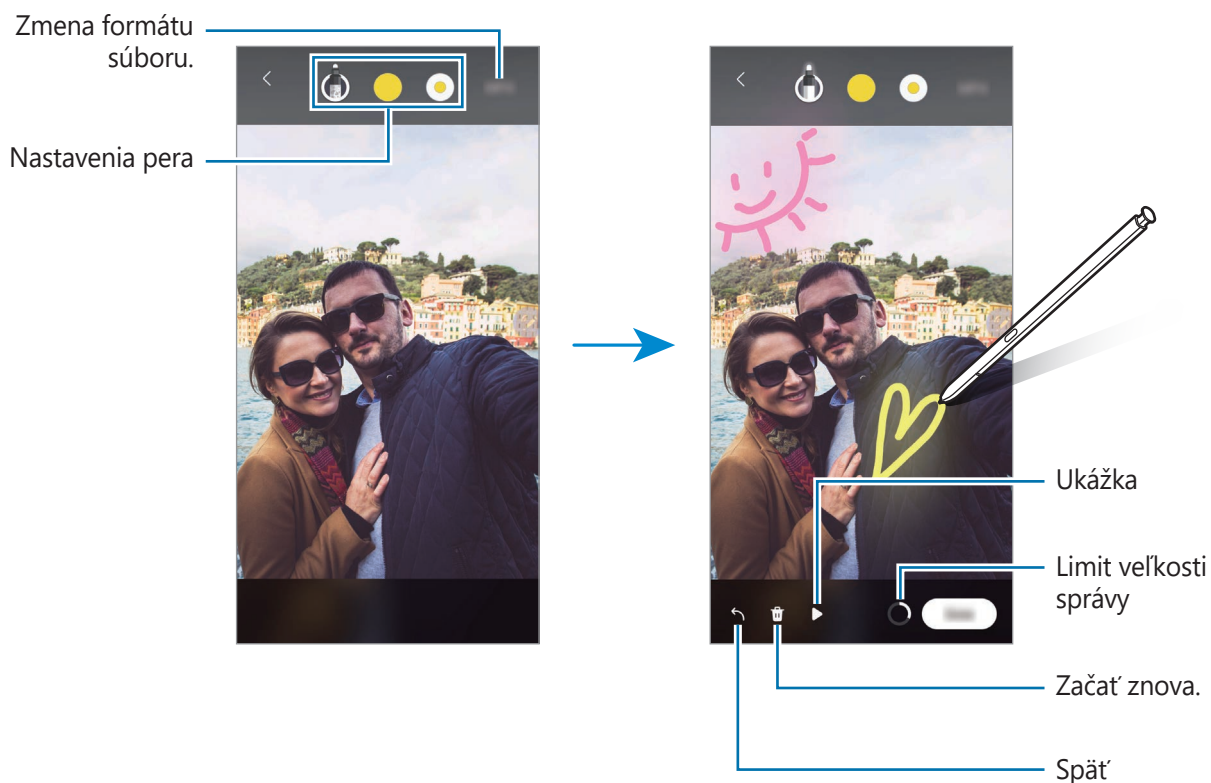 Zmena formátu
súboru.
Nastavenia pera
Ukážka
Limit veľkosti
správy
Začať znova.
Späť